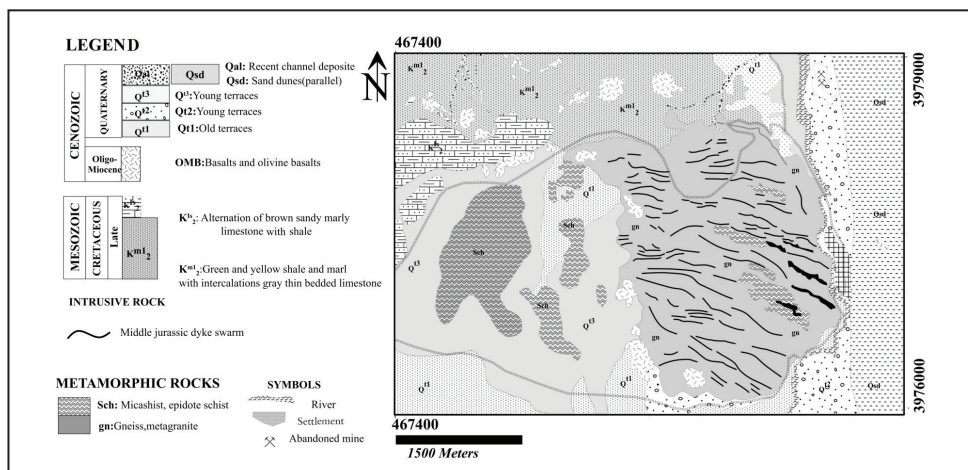 LEGEND
CENOZOIC
QUATERNARY
Qal
Qsd
Qal: Recent channel deposite
Qsd: Sand dunes(parallel)
Qt3
Qt3:Young terraces
Qt2
Qt2:Young terraces
Qt1
Qt1:Old terraces
Oligo-
Miocene
OMB:Basalts and olivine basalts
MESOZOIC
CRETACEOUS
Late
Kls2
Kls2: Alternation of brown sandy marly
limestone with shale
Km12
Km12:Green and yellow shale and marl
with intercalations gray thin bedded limestone
INTRUSIVE ROCK
Middle jurassic dyke swarm
METAMORPHIC ROCKS
Sch: Micashist, epidote schist
gn:Gneiss,metagranite
SYMBOLS
River
Settlement
Abandoned mine
N
467400
3979000
3976000
Km12
Km12
Km12
Qt1
Qsd
Kls2
Qt1
gn
Qsd
Sch
Sch
gn
Qt3
gn
Sch
Qt3
gn
gn
Qt1
Qt1
Qt2
Qsd
467400
1500 Meters